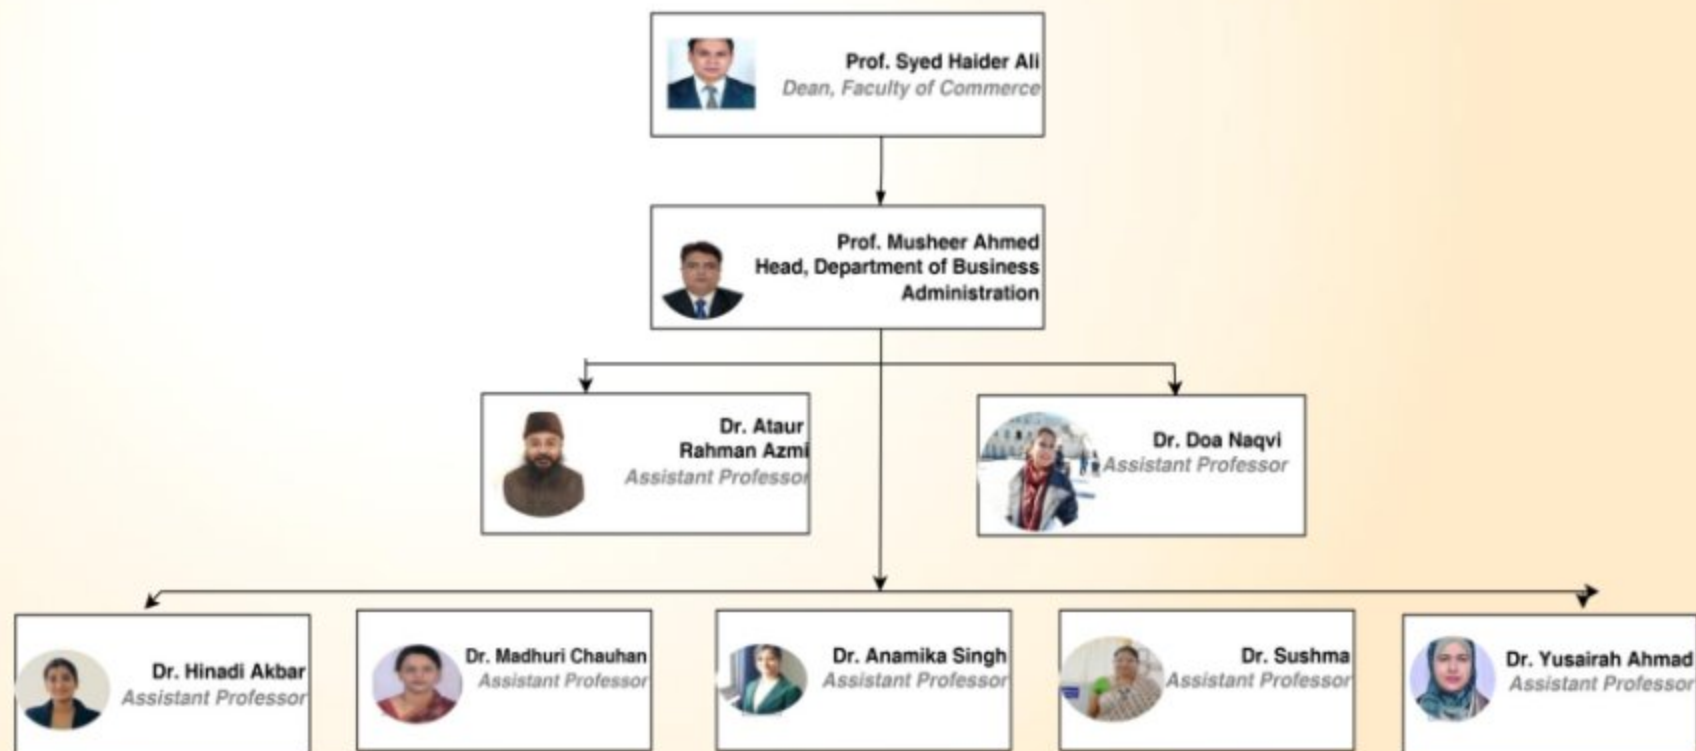 Prof. Syed Haider Ali
Dean, Faculty of Commerce
Prof. Musheer Ahmed
Head, Department of Business
Administration
Dr. Ataur
Rahman Azmi
Assistant Professor
Dr. Doa Naqvi
Assistant Professor
Dr. Hinadi Akbar
Assistant Professor
Dr. Madhuri Chauhan
Assistant Professor
Dr. Anamika Singh
Assistant Professor
Dr. Sushma
Assistant Professor
Dr. Yusairah Ahmad
Assistant Professor